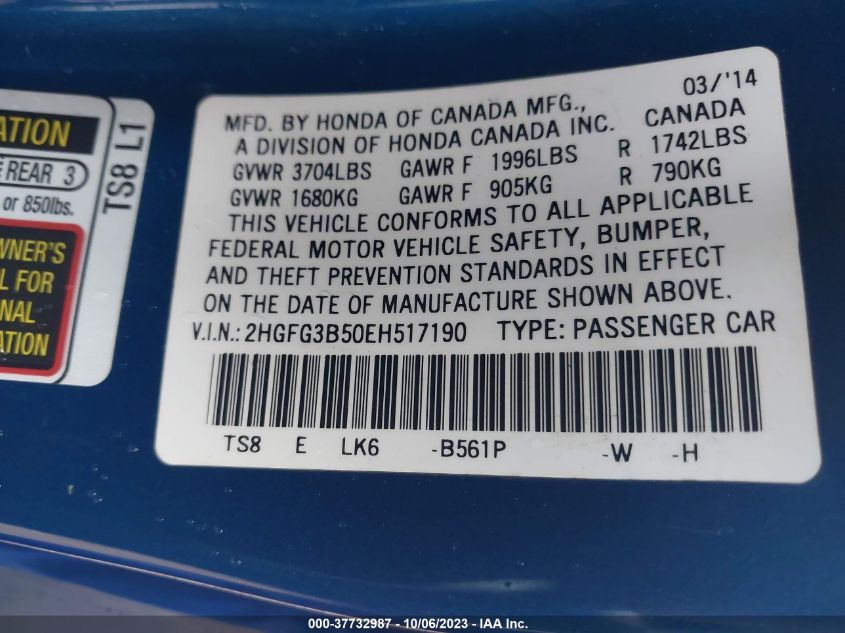 ATION
REAR 3
or 850lbs.
WNER'S
L FOR
NAL
ATION
TS8 L1
03/'14
MFD. BY HONDA OF CANADA MFG., CANADA
A DIVISION OF HONDA CANADA INC.
GVWR 3704LBS GAWR F 1996LBS R 1742LBS
GVWR 1680KG GAWR F 905KG R 790KG
THIS VEHICLE CONFORMS TO ALL APPLICABLE
FEDERAL MOTOR VEHICLE SAFETY, BUMPER,
AND THEFT PREVENTION STANDARDS IN EFFECT
ON THE DATE OF MANUFACTURE SHOWN ABOVE.
V.I.N.: 2HGFG3B50EH517190 TYPE: PASSENGER CAR
TS8 E LK6 -B561P -W -H
000-37732987 - 10/06/2023 - IAA Inc.